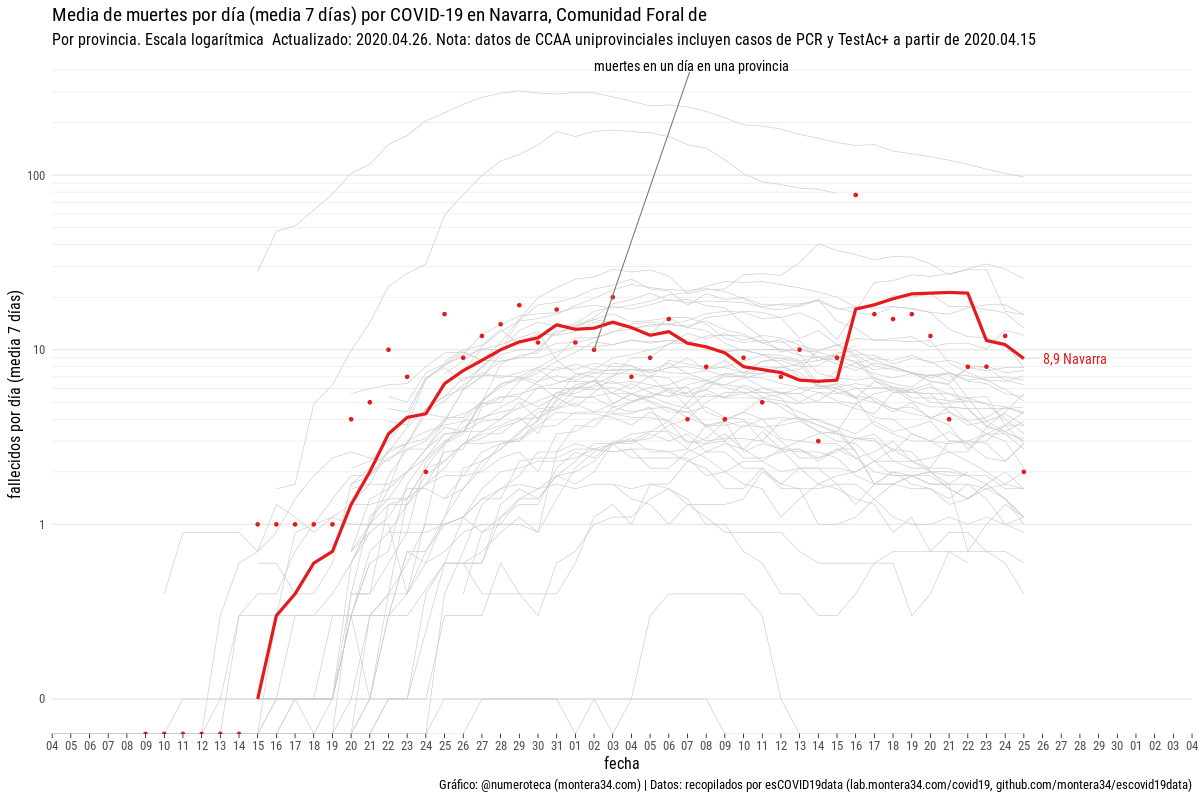 Media de muertes por día (media 7 días) por COVID-19 en Navarra, Comunidad Foral de
Por provincia. Escala logarítmica  Actualizado: 2020.04.26. Nota: datos de CCAA uniprovinciales incluyen casos de PCR y TestAc+ a partir de 2020.04.15
muertes en un día en una provincia
fallecidos por día (media 7 días)
100
10
1
0
8,9 Navarra
04 05 06 07 08 09 10 11 12 13 14 15 16 17 18 19 20 21 22 23 24 25 26 27 28 29 30 31 01 02 03 04 05 06 07 08 09 10 11 12 13 14 15 16 17 18 19 20 21 22 23 24 25 26 27 28 29 30 01 02 03 04
fecha
Gráfico: @numeroteca (montera34.com) | Datos: recopilados por esCOVID19data (lab.montera34.com/covid19, github.com/montera34/escovid19data)